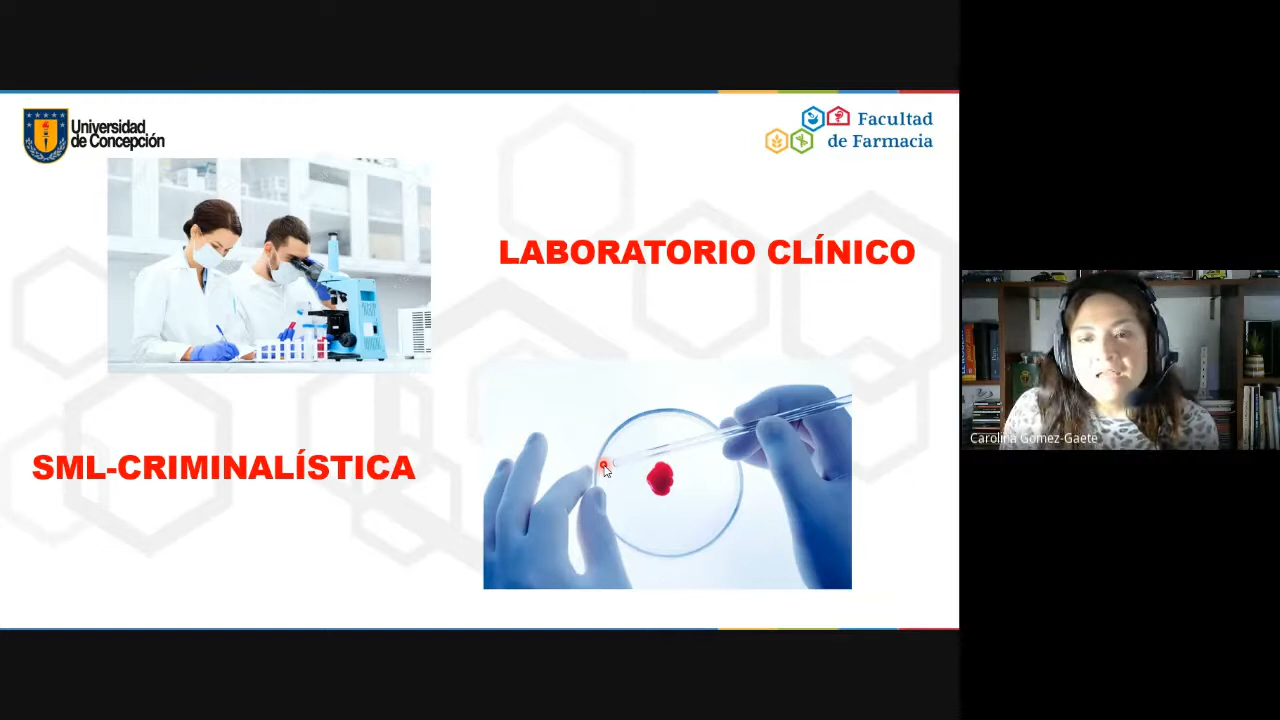 Universidad
de Concepción
Facultad
de Farmacia
LABORATORIO CLÍNICO
SML-CRIMINALÍSTICA
Carolina Gomez-Gaete